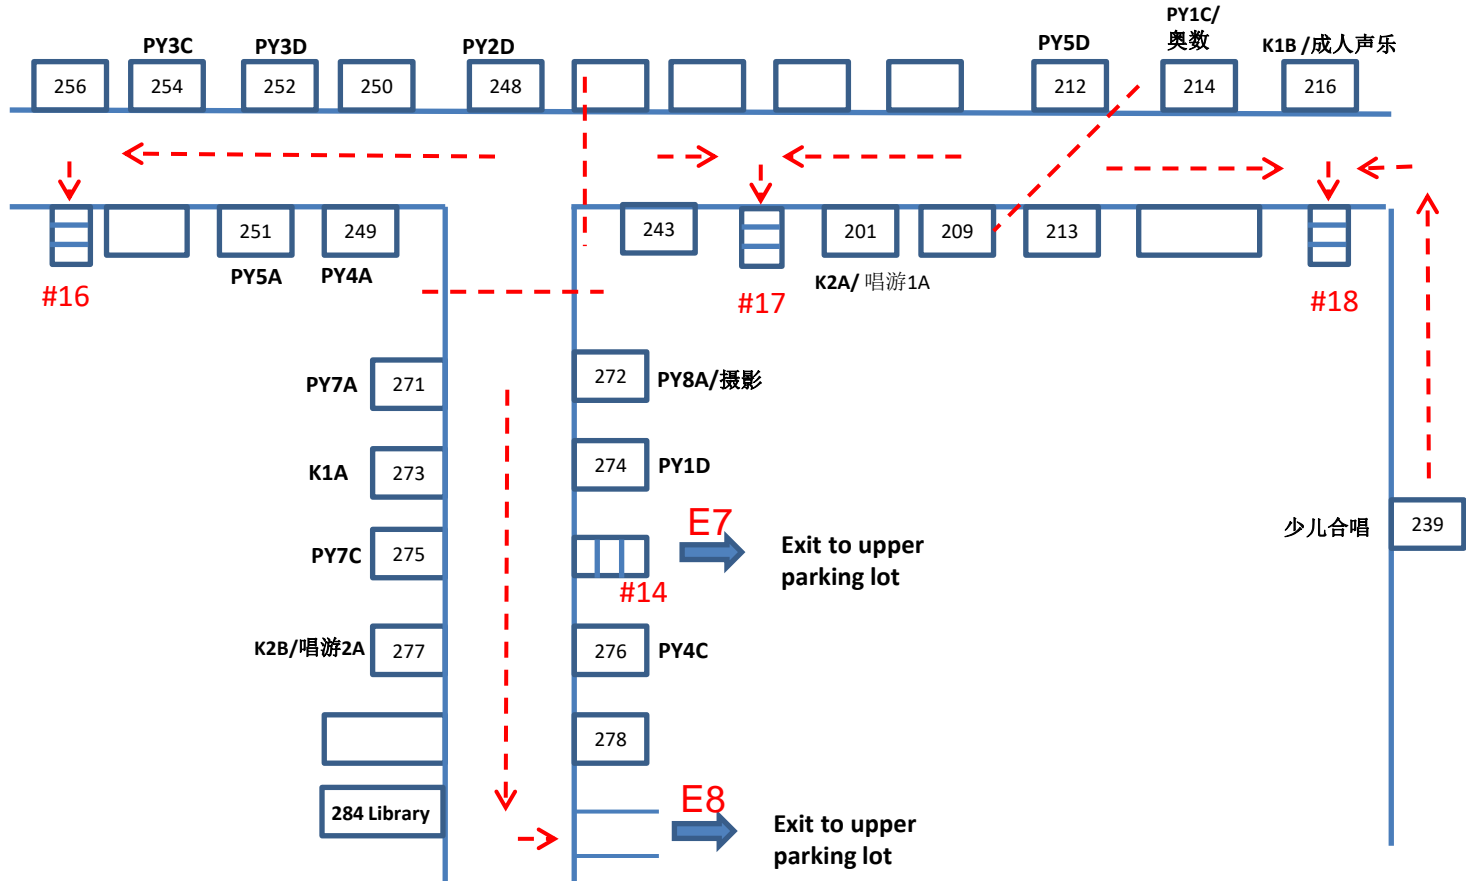 PY3C
PY3D
PY2D
PY5D
PY1C/
奥数
K1B /成人声乐
256
254
252
250
248
212
214
216
251
249
243
201
209
213
PY5A
PY4A
K2A/ 唱游1A
#16
#17
#18
PY7A
271
272
PY8A/摄影
K1A
273
274
PY1D
E7
Exit to upper
parking lot
少儿合唱
239
PY7C
275
#14
K2B/唱游2A
277
276
PY4C
278
284 Library
E8
Exit to upper
parking lot